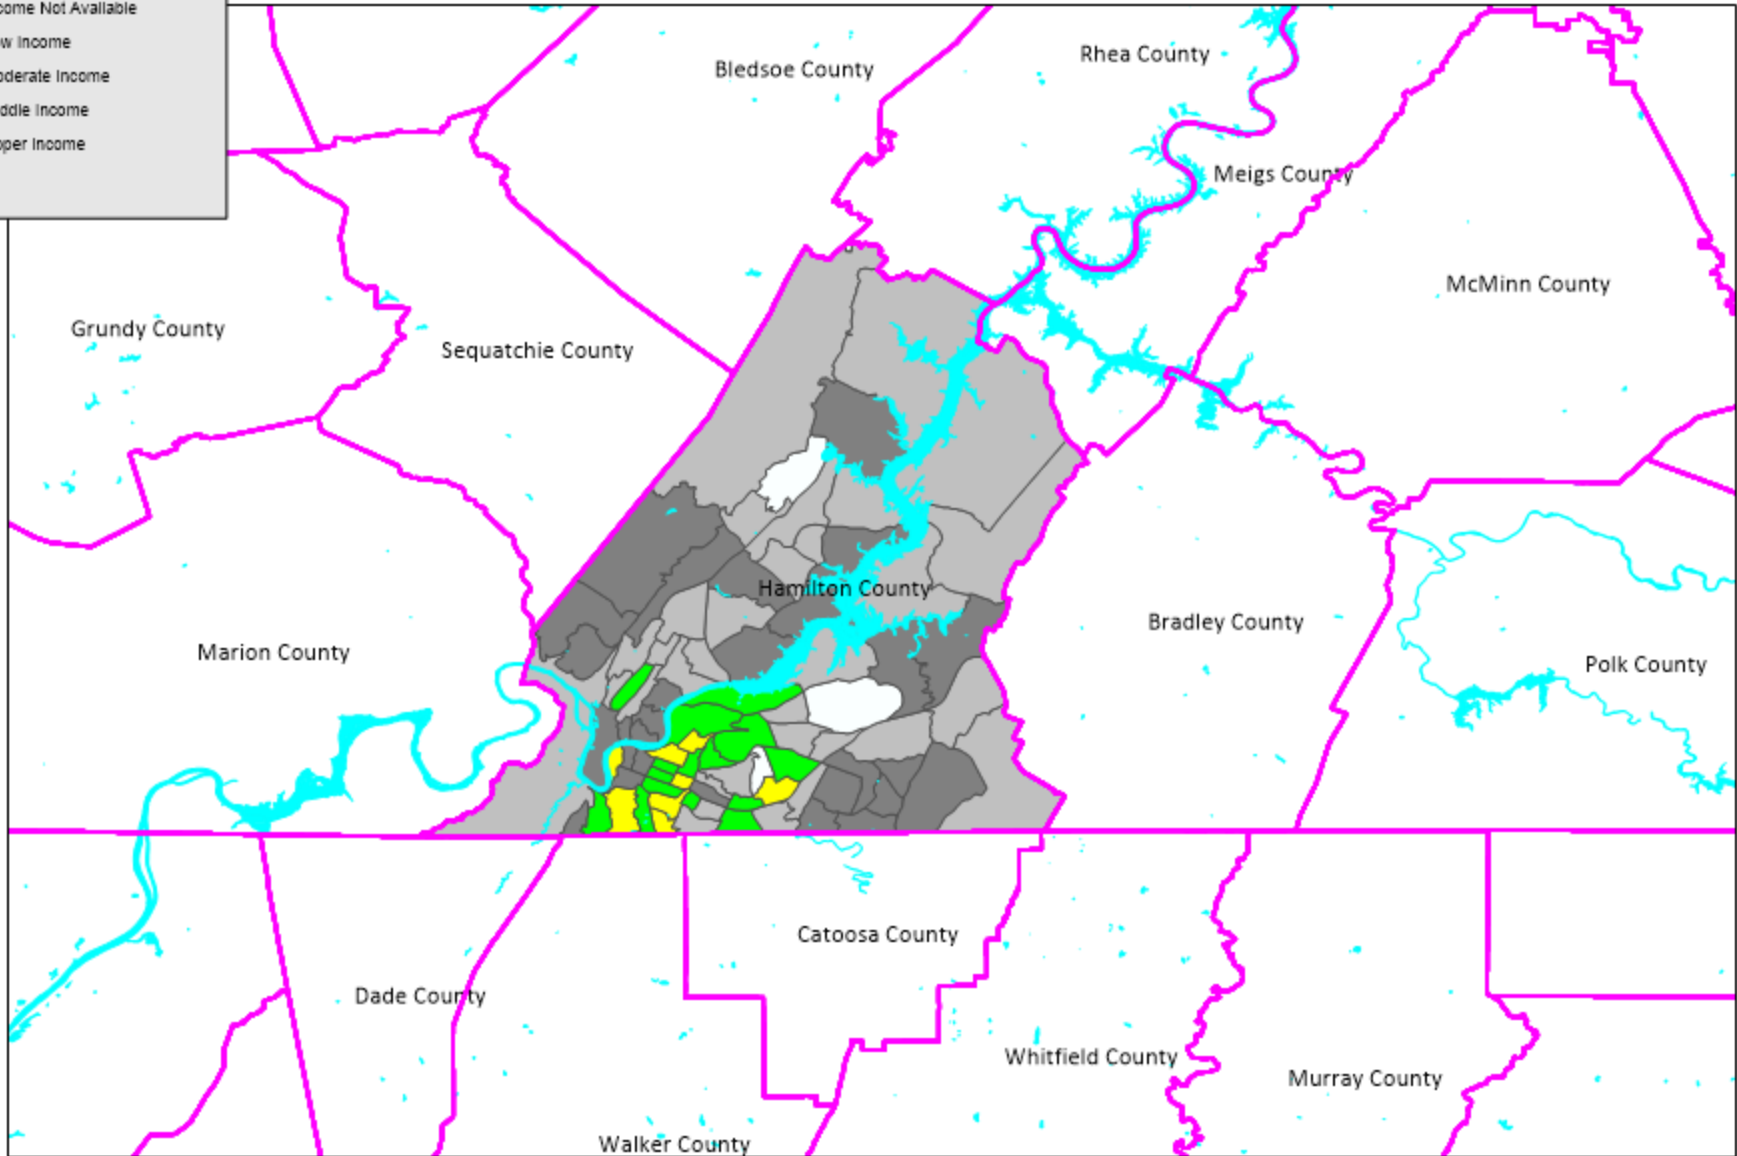 ome Not Available
w Income
oderate Income
ddle Income
per Income
Bledsoe County
Rhea County
Meigs County
McMinn County
Grundy County
Sequatchie County
Hamilton County
Bradley County
Marion County
Polk County
Catoosa County
Dade County
Whitfield County
Murray County
Walker County